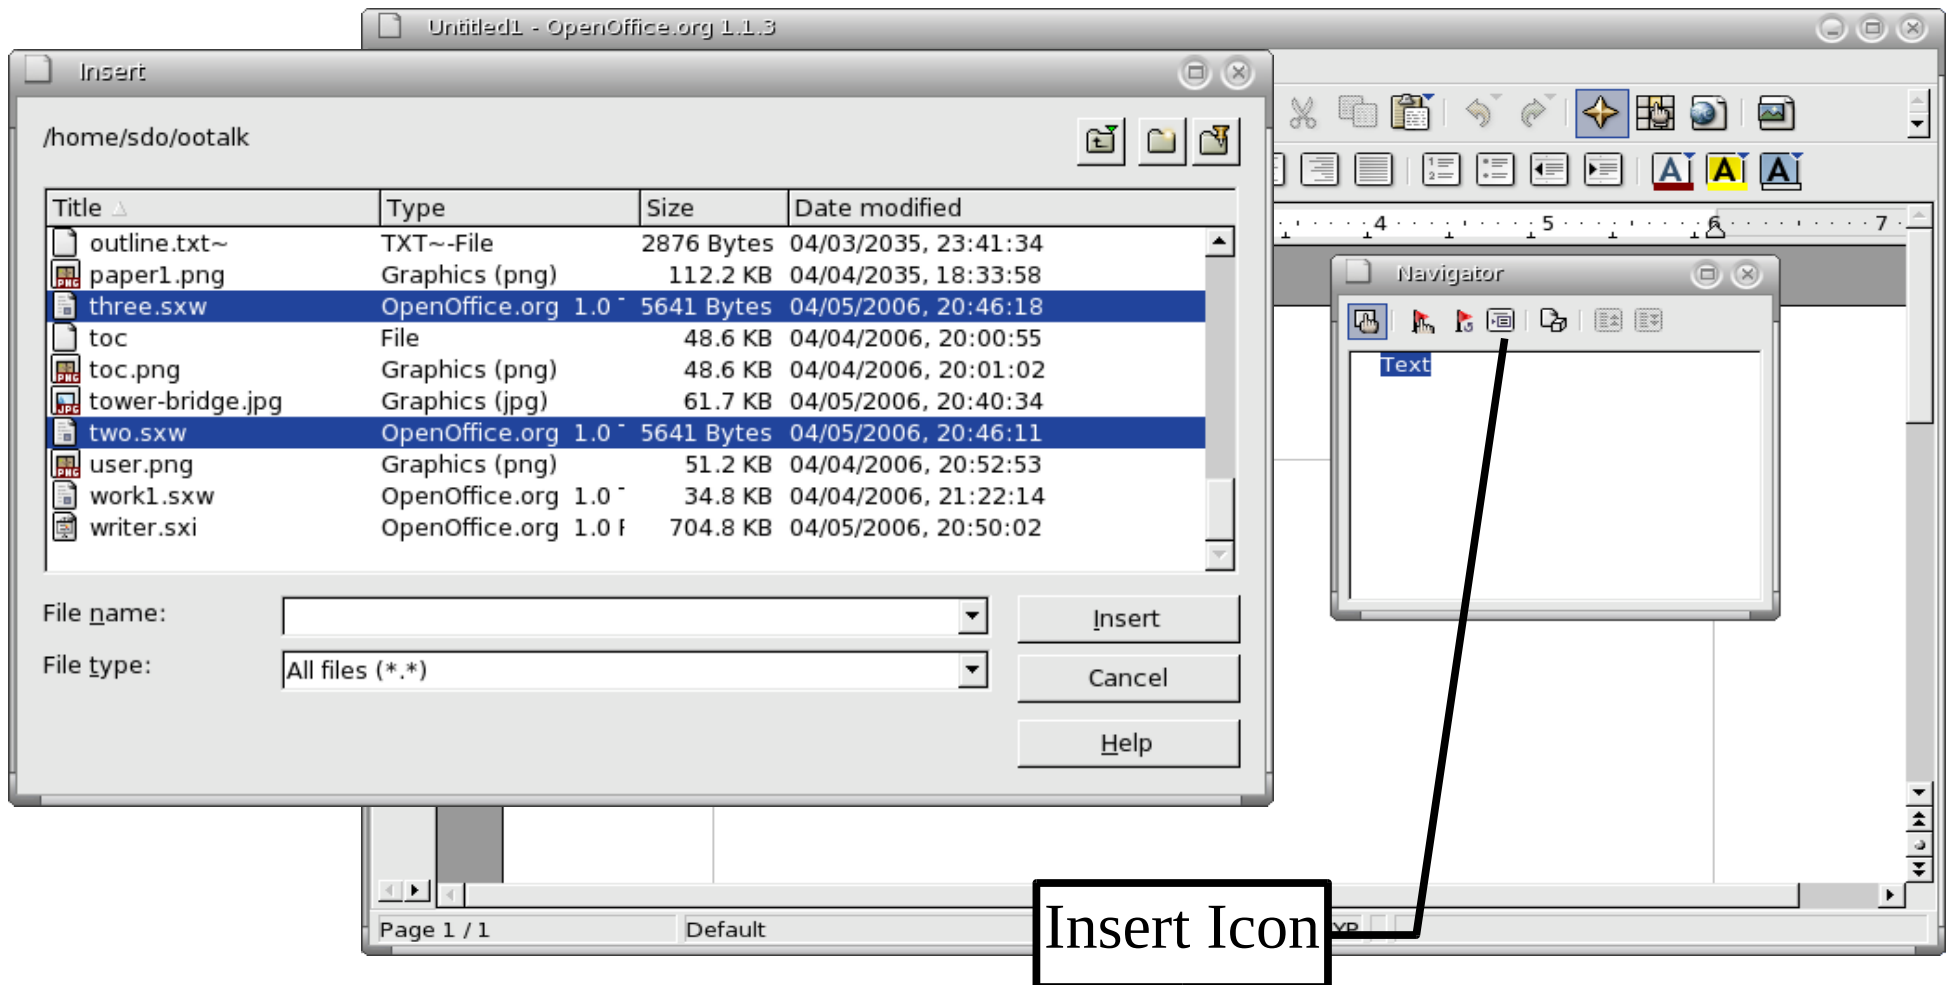 Untitled1 - OpenOffice.org 1.1.3
Insert
/home/sdo/ootalk
Title Type Size Date modified
outline.txt~ TXT~-File 2876 Bytes 04/03/2035, 23:41:34
paper1.png Graphics (png) 112.2 KB 04/04/2035, 18:33:58
three.sxw OpenOffice.org 1.0 5641 Bytes 04/05/2006, 20:46:18
toc File 48.6 KB 04/04/2006, 20:00:55
toc.png Graphics (png) 48.6 KB 04/04/2006, 20:01:02
tower-bridge.jpg Graphics (jpg) 61.7 KB 04/05/2006, 20:40:34
two.sxw OpenOffice.org 1.0 5641 Bytes 04/05/2006, 20:46:11
user.png Graphics (png) 51.2 KB 04/04/2006, 20:52:53
work1.sxw OpenOffice.org 1.0 34.8 KB 04/04/2006, 21:22:14
writer.sxi OpenOffice.org 1.0 704.8 KB 04/05/2006, 20:50:02
File name:
Insert
File type: All files (*.*)
Cancel
Help
4 5 6 7
Navigator
Text
Page 1 / 1 Default
Insert Icon